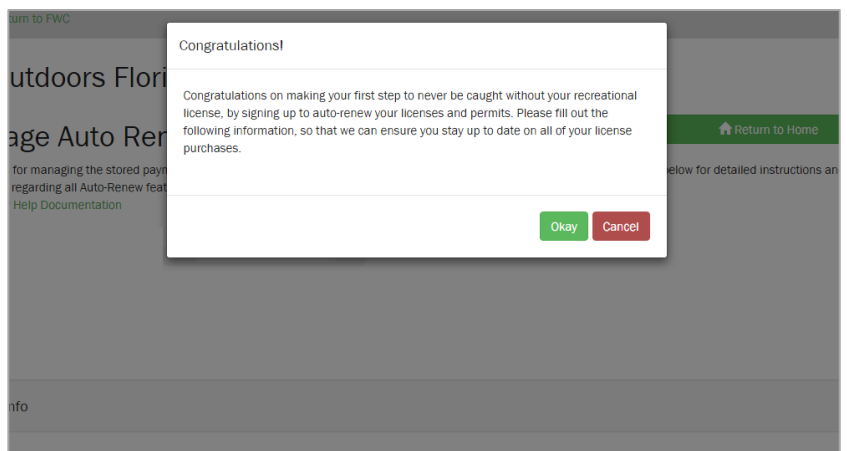 turn to FWC
Congratulations!
utdoors Flori
Congratulations on making your first step to never be caught without your recreational
license, by signing up to auto-renew your licenses and permits. Please fill out the
following information, so that we can ensure you stay up to date on all of your license
purchases.
age Auto Rer
Return to Home
for managing the stored payn
elow for detailed instructions an
regarding all Auto-Renew feat
Help Documentation
Okay Cancel
nfo